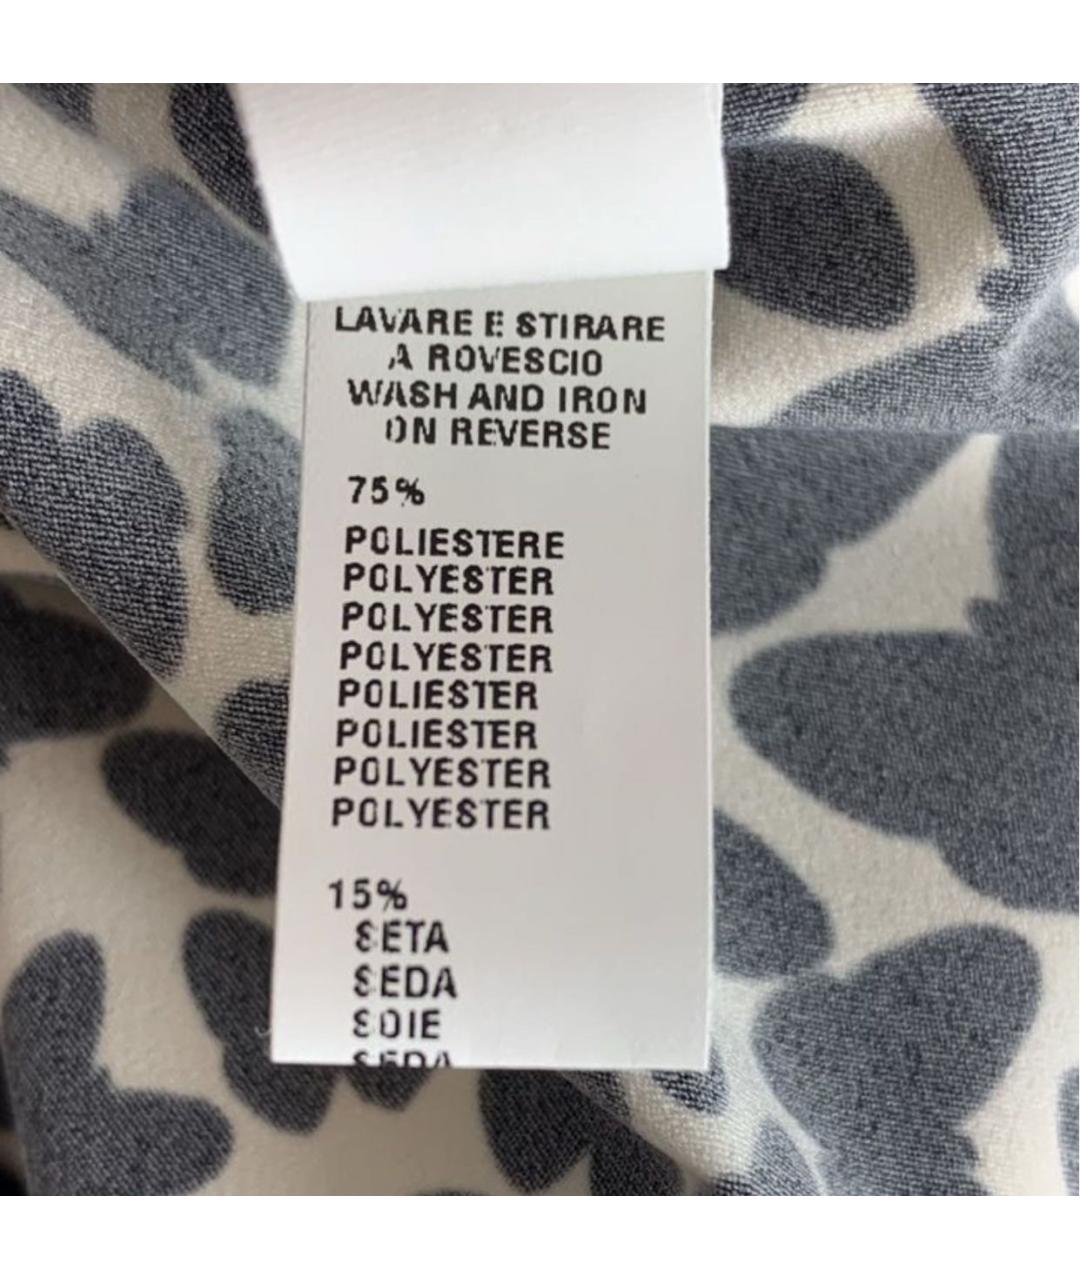 LAVARE E STIRARE
A ROVESCIO
WASH AND IRON
ON REVERSE
75%
POLIESTERE
POLYESTER
POLYESTER
POLYESTER
POLIESTER
POLIESTER
POLYESTER
POLYESTER
15%
SETA
SEDA
SOIE
SEDA